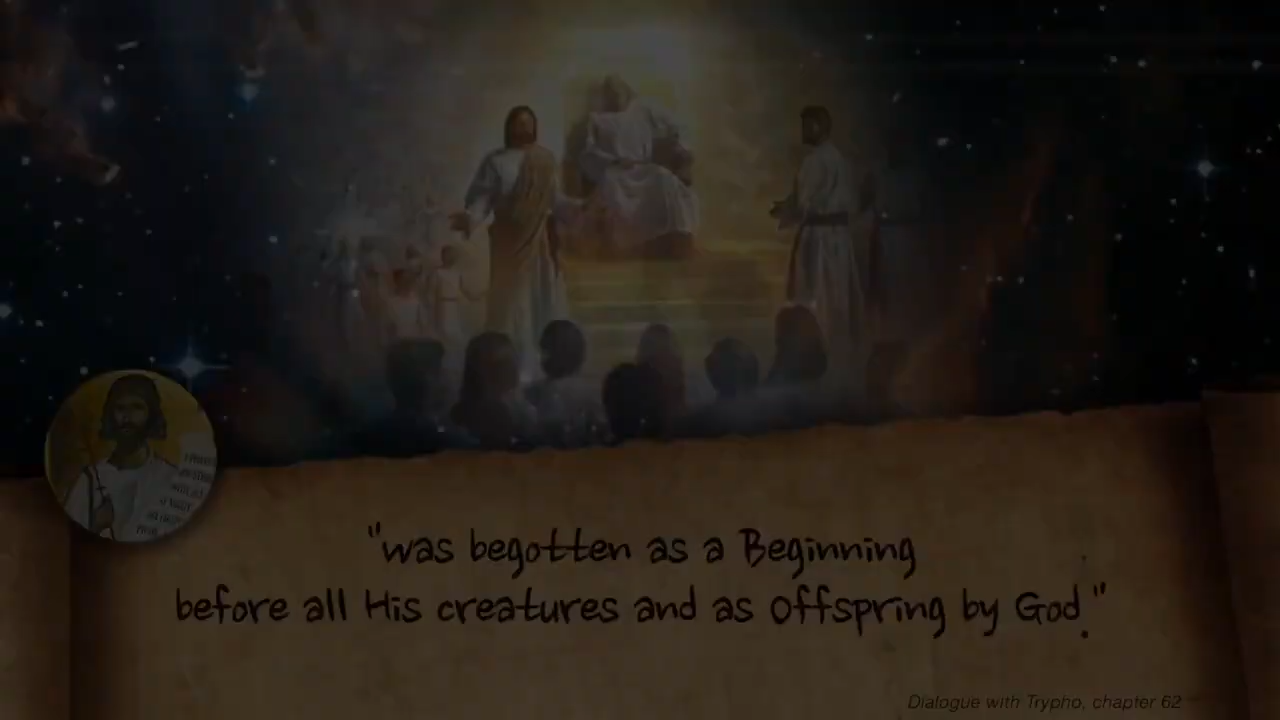 "was begotten as a Beginning
before all His creatures and as offspring by God."
Dialogue with Trypho, chapter 62